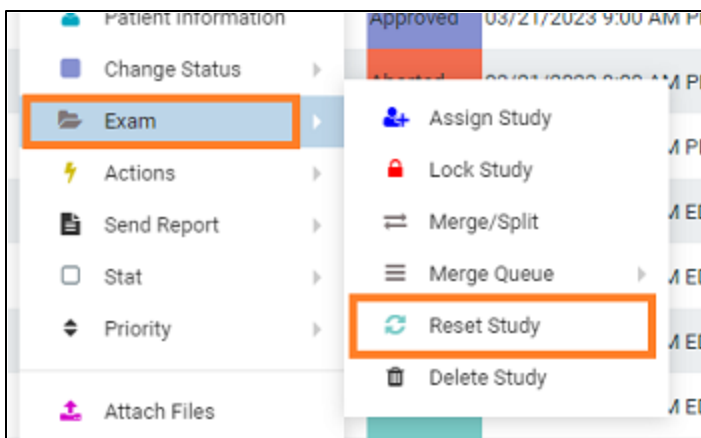 Patient Information
Approved 03/21/2023 9:00 AM
Change Status
Exam
Assign Study
Actions
Lock Study
Send Report
Merge/Split
Stat
Merge Queue
Priority
Reset Study
Delete Study
Attach Files